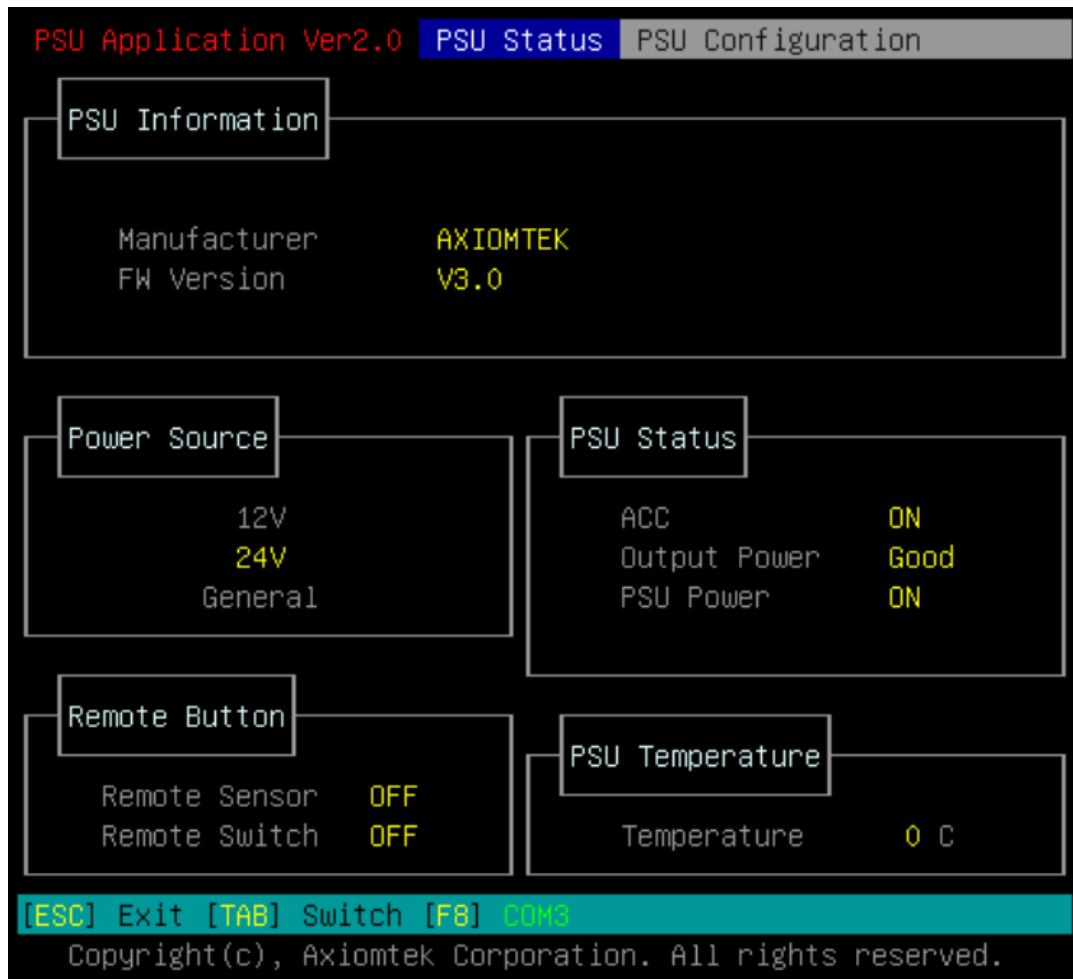 PSU Application Ver2.0 PSU Status PSU Configuration
PSU Information
Manufacturer AXIOMTEK
FW Version V3.0
Power Source
12V
24V
General
PSU Status
ACC ON
Output Power Good
PSU Power ON
Remote Button
Remote Sensor OFF
Remote Switch OFF
PSU Temperature
Temperature 0 C
[ESC] Exit [TAB] Switch [F8] COM3
Copyright(c), Axiomtek Corporation. All rights reserved.